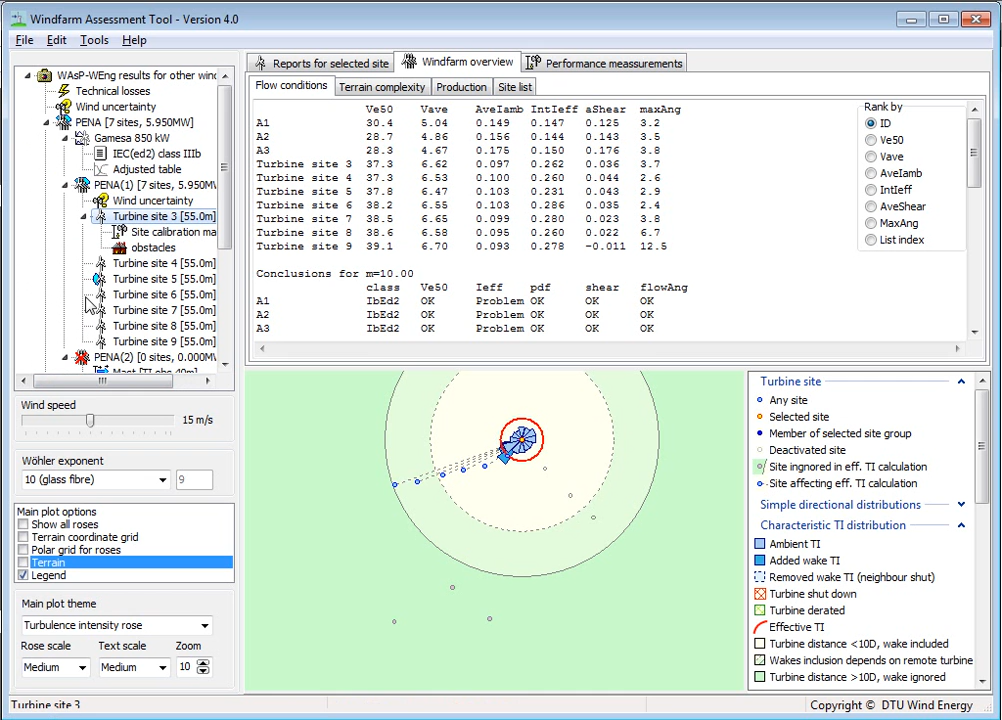 Windfarm Assessment Tool - Version 4.0
File Edit Tools Help
WAsP-WEng results for other wind
Technical losses
Wind uncertainty
PENA [7 sites, 5.950MW]
Gamesa 850 kW
IEC(ed2) class IIIb
Adjusted table
PENA(1) [7 sites, 5.950MW
Wind uncertainty
Turbine site 3 [55.0m]
Site calibration ma
obstacles
Turbine site 4 [55.0m]
Turbine site 5 [55.0m]
Turbine site 6 [55.0m]
Turbine site 7 [55.0m]
Turbine site 8 [55.0m]
Turbine site 9 [55.0m]
PENA(2) [0 sites, 0.000MW
Mast [TI obs 40m]
Wind speed
15 m/s
Wöhler exponent
10 (glass fibre) 9
Main plot options
Show all roses
Terrain coordinate grid
Polar grid for roses
Terrain
Legend
Main plot theme
Turbulence intensity rose
Rose scale Text scale Zoom
Medium Medium 10
Reports for selected site Windfarm overview Performance measurements
Flow conditions Terrain complexity Production Site list
Ve50 Vave AveIamb IntIeff aShear maxAng
A1 30.4 5.04 0.149 0.147 0.125 3.2
A2 28.7 4.86 0.156 0.144 0.143 3.5
A3 28.3 4.67 0.175 0.150 0.176 3.8
Turbine site 3 37.3 6.62 0.097 0.262 0.036 3.7
Turbine site 4 37.3 6.53 0.100 0.260 0.044 2.6
Turbine site 5 37.8 6.47 0.103 0.231 0.043 2.9
Turbine site 6 38.2 6.55 0.103 0.286 0.035 2.4
Turbine site 7 38.5 6.65 0.099 0.280 0.023 3.8
Turbine site 8 38.6 6.58 0.095 0.260 0.022 6.7
Turbine site 9 39.1 6.70 0.093 0.278 -0.011 12.5
Conclusions for m=10.00
class Ve50 Ieff pdf shear flowAng
A1 IbEd2 OK Problem OK OK OK
A2 IbEd2 OK Problem OK OK OK
A3 IbEd2 OK Problem OK OK OK
Rank by
ID
Ve50
Vave
AveIamb
IntIeff
AveShear
MaxAng
List index
Turbine site
Any site
Selected site
Member of selected site group
Deactivated site
Site ingnored in eff. TI calculation
Site affecting eff. TI calculation
Simple directional distributions
Characteristic TI distribution
Ambient TI
Added wake TI
Removed wake TI (neighbour shut)
Turbine shut down
Turbine derated
Effective TI
Turbine distance <10D, wake included
Wakes inclusion depends on remote turbine
Turbine distance >10D, wake ignored
Turbine site 3
Copyright © DTU Wind Energy